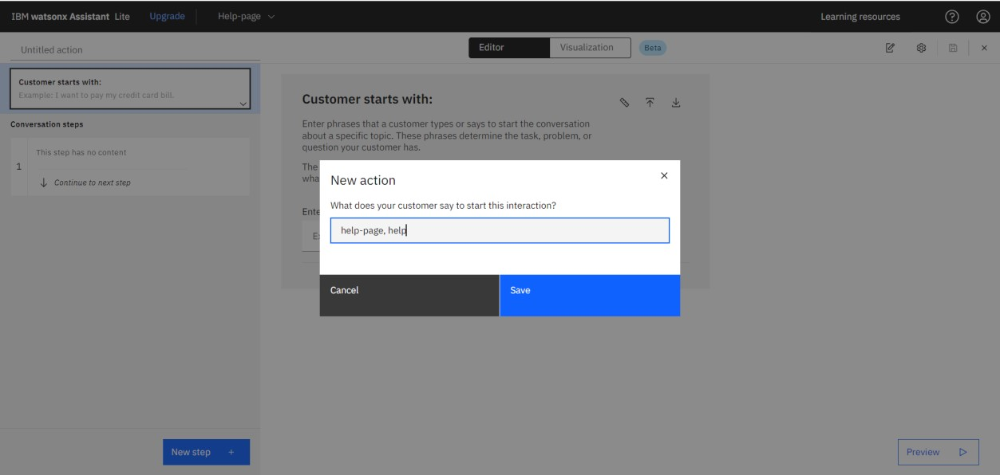 IBM watsonx Assistant Lite Upgrade Help-page Learning resources
Untitled action
Editor Visualization Beta
Customer starts with:
Example: I want to pay my credit card bill.
Conversation steps
1
This step has no content
Continue to next step
New step +
Customer starts with:
Enter phrases that a customer types or says to start the conversation
about a specific topic. These phrases determine the task, problem, or
question your customer has.
The
wha
Ente
New action
What does your customer say to start this interaction?
help-page, help
Cancel Save
Preview